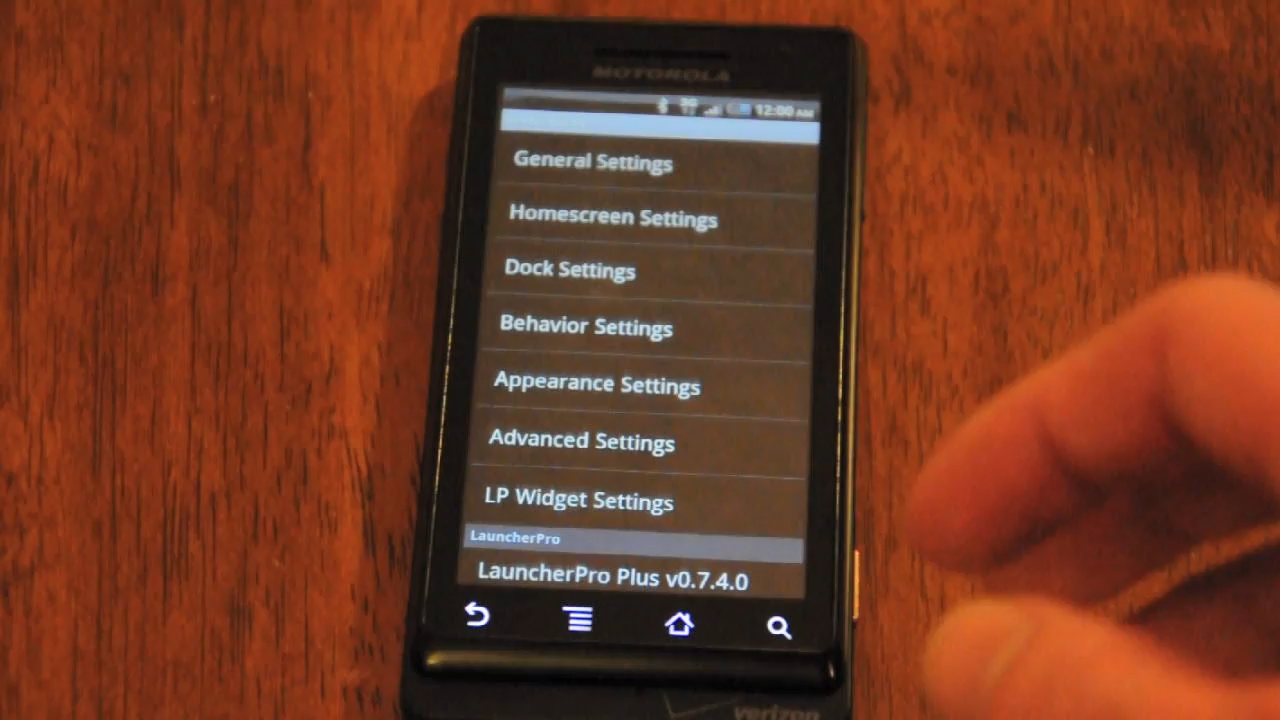 MOTOROLA
3G 12:00 AM
General Settings
Homescreen Settings
Dock Settings
Behavior Settings
Appearance Settings
Advanced Settings
LP Widget Settings
LauncherPro
LauncherPro Plus v0.7.4.0
verizon